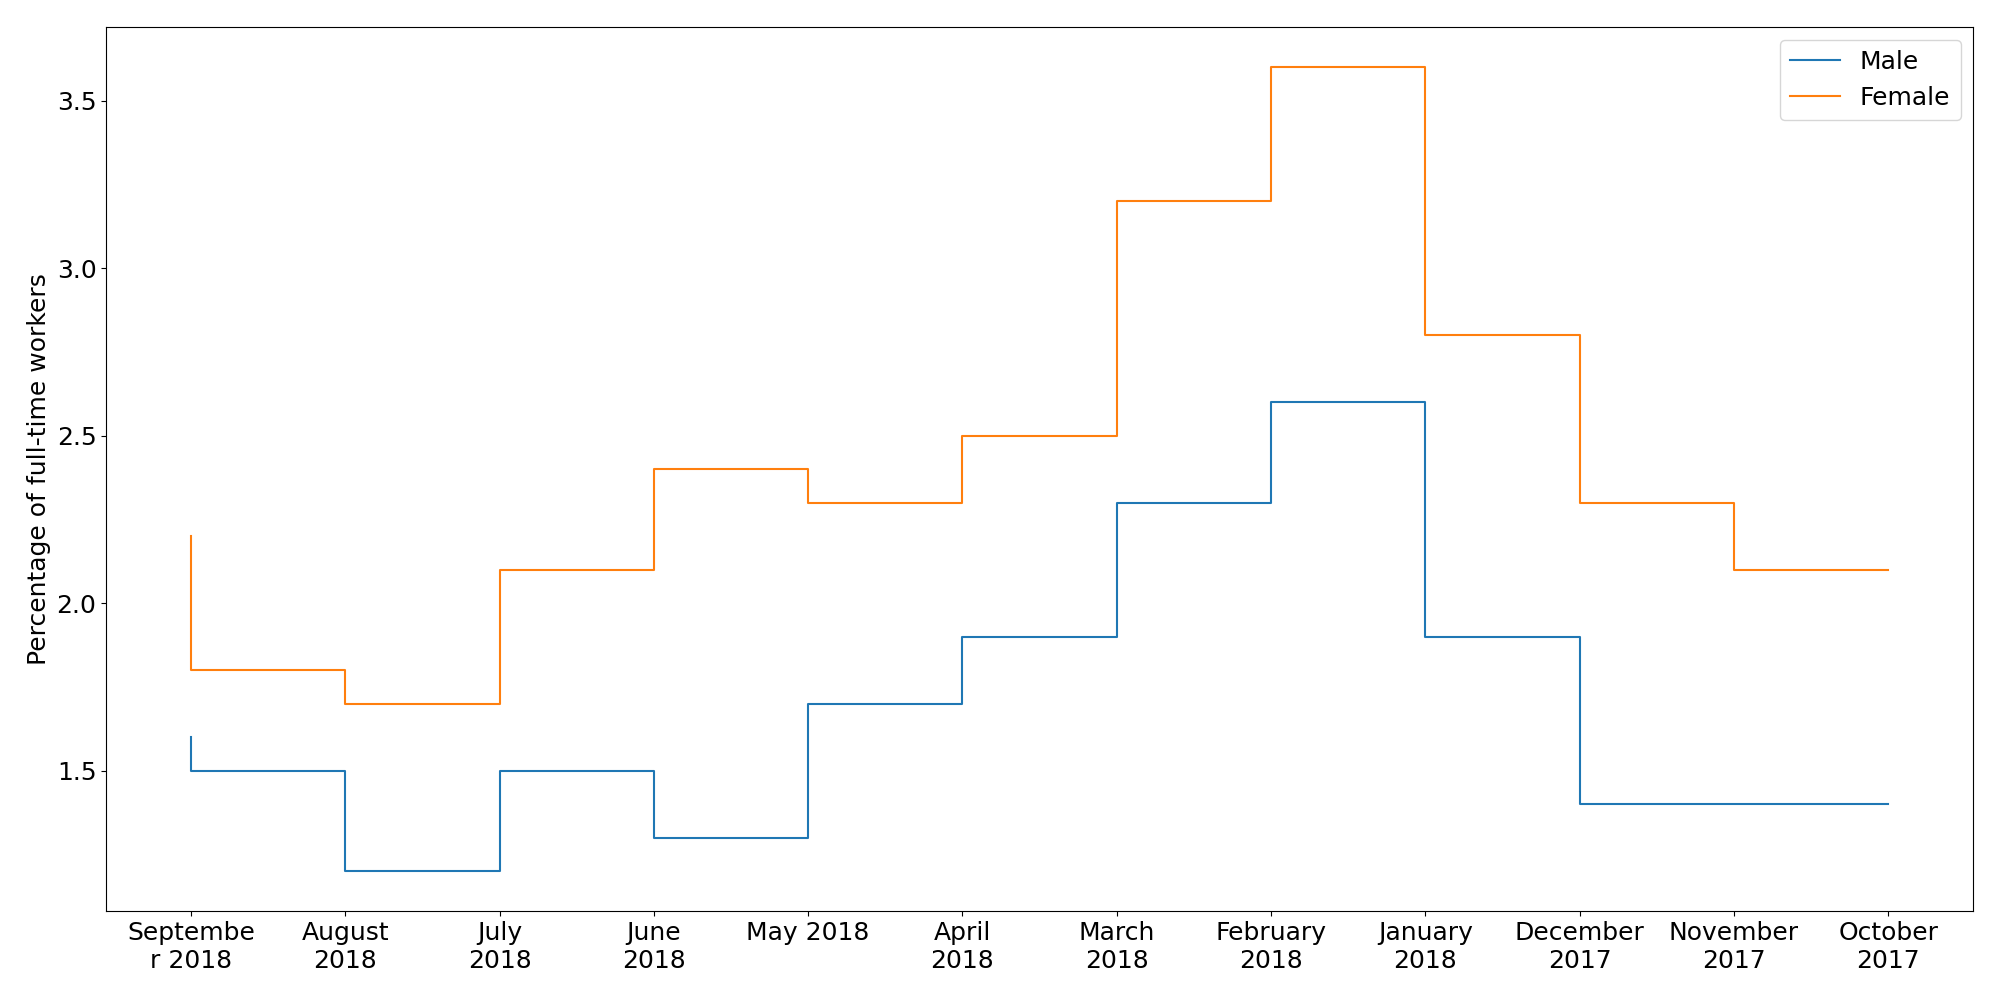 Male
Female
Percentage of full-time workers
3.5
3.0
2.5
2.0
1.5
Septembe
r 2018
August
2018
July
2018
June
2018
May 2018
April
2018
March
2018
February
2018
January
2018
December
2017
November
2017
October
2017